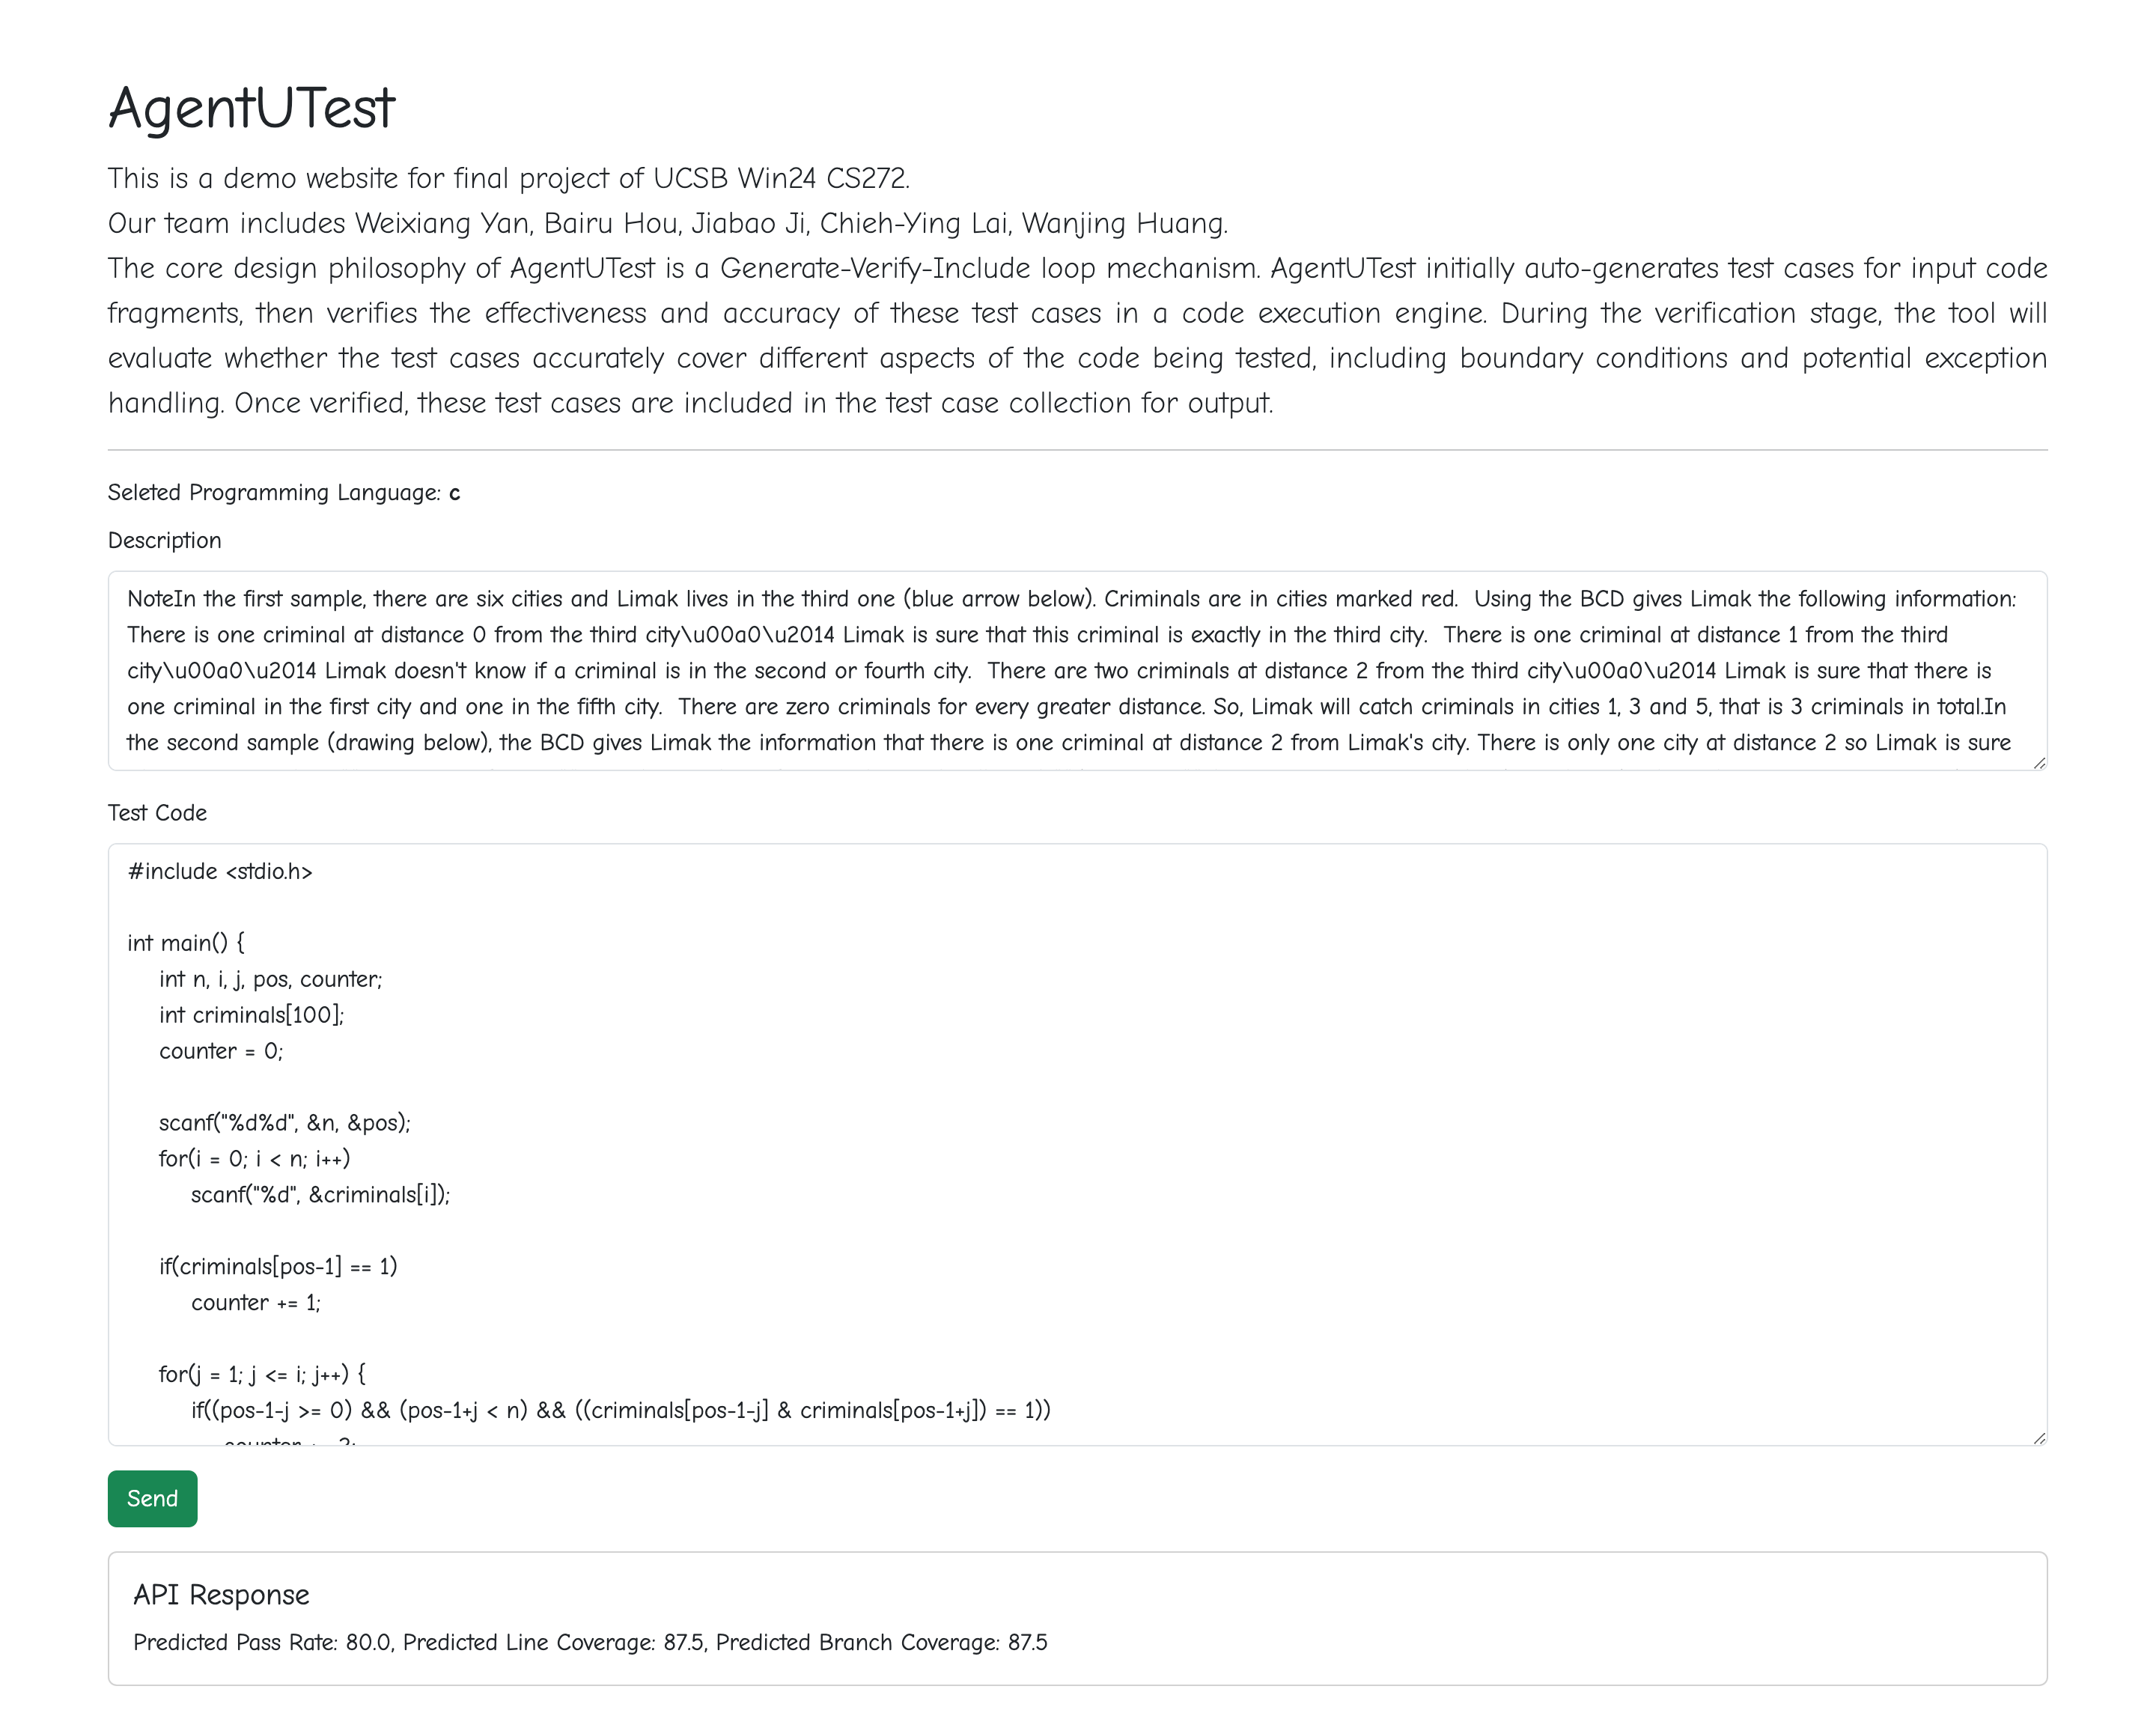 AgentUTest
This is a demo website for final project of UCSB Win24 CS272.
Our team includes Weixiang Yan, Bairu Hou, Jiabao Ji, Chieh-Ying Lai, Wanjing Huang.
The core design philosophy of AgentUTest is a Generate-Verify-Include loop mechanism. AgentUTest initially auto-generates test cases for input code
fragments, then verifies the effectiveness and accuracy of these test cases in a code execution engine. During the verification stage, the tool will
evaluate whether the test cases accurately cover different aspects of the code being tested, including boundary conditions and potential exception
handling. Once verified, these test cases are included in the test case collection for output.
Seleted Programming Language: c
Description
NoteIn the first sample, there are six cities and Limak lives in the third one (blue arrow below). Criminals are in cities marked red.  Using the BCD gives Limak the following information:
There is one criminal at distance 0 from the third city\u00a0\u2014 Limak is sure that this criminal is exactly in the third city.  There is one criminal at distance 1 from the third
city\u00a0\u2014 Limak doesn't know if a criminal is in the second or fourth city.  There are two criminals at distance 2 from the third city\u00a0\u2014 Limak is sure that there is
one criminal in the first city and one in the fifth city.  There are zero criminals for every greater distance. So, Limak will catch criminals in cities 1, 3 and 5, that is 3 criminals in total.In
the second sample (drawing below), the BCD gives Limak the information that there is one criminal at distance 2 from Limak's city. There is only one city at distance 2 so Limak is sure
Test Code
#include <stdio.h>
int main() {
int n, i, j, pos, counter;
int criminals[100];
counter = 0;
scanf("%d%d", &n, &pos);
for(i = 0; i < n; i++)
scanf("%d", &criminals[i]);
if(criminals[pos-1] == 1)
counter += 1;
for(j = 1; j <= i; j++) {
if((pos-1-j >= 0) && (pos-1+j < n) && ((criminals[pos-1-j] & criminals[pos-1+j]) == 1))
Send
API Response
Predicted Pass Rate: 80.0, Predicted Line Coverage: 87.5, Predicted Branch Coverage: 87.5